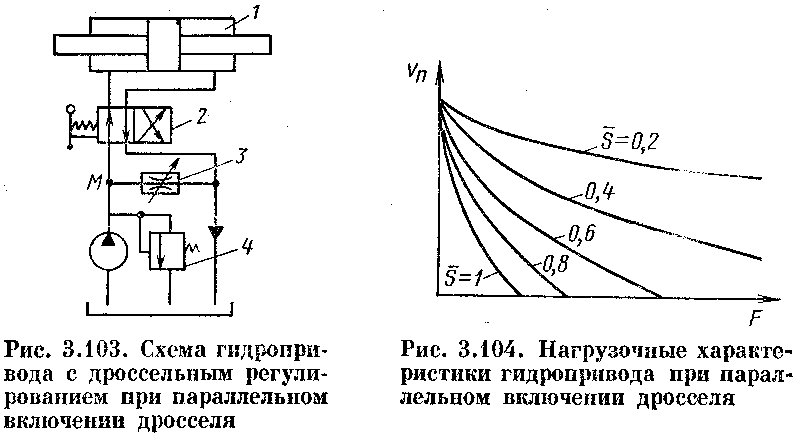 1
2
3
М
4
Рис. 3.103. Схема гидропри-
вода с дроссельным регули-
рованием при параллельном
включении дросселя
vп
S̄=0,2
0,4
0,6
0,8
S̄=1
F
Рис. 3.104. Нагрузочные характе-
ристики гидропривода при парал-
лельном включении дросселя